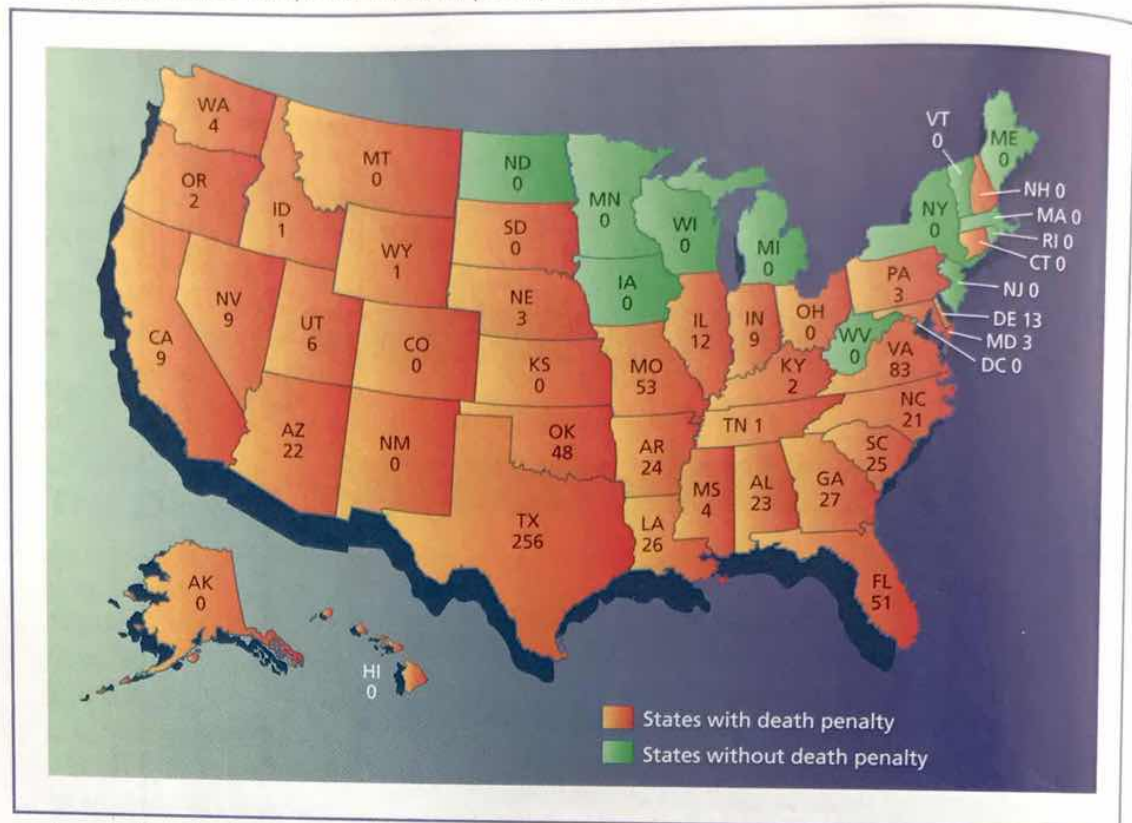 WA
4
OR
2
CA
9
NV
9
ID
1
MT
0
WY
1
UT
6
AZ
22
CO
0
NM
0
ND
0
SD
0
NE
3
KS
0
OK
48
TX
256
MN
0
IA
0
MO
53
AR
24
LA
26
WI
0
IL
12
MI
0
IN
9
OH
0
KY
2
TN 1
MS
4
AL
23
GA
27
FL
51
SC
25
NC
21
VA
83
WV
0
PA
3
NY
0
VT
0
ME
0
NH 0
MA 0
RI 0
CT 0
NJ 0
DE 13
MD 3
DC 0
AK
0
HI
0
States with death penalty
States without death penalty